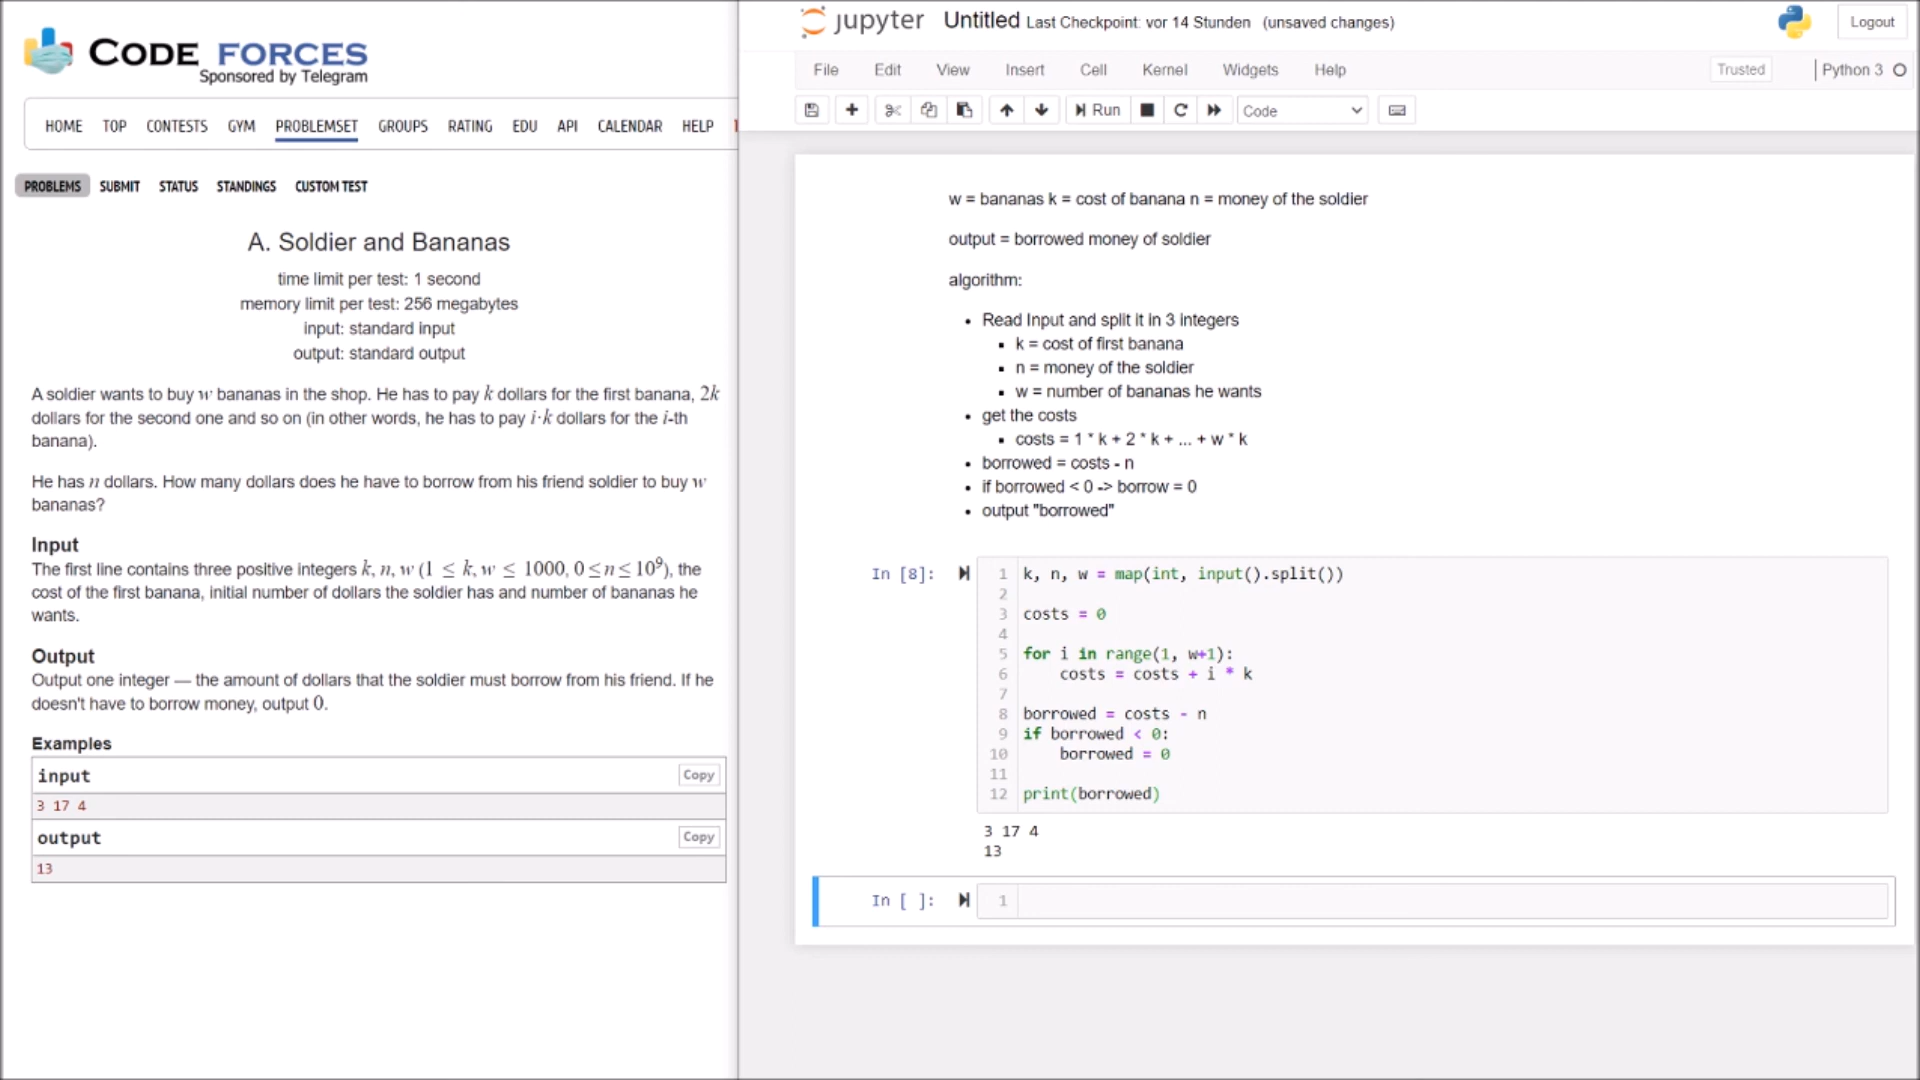 CODE FORCES
Sponsored by Telegram
HOME TOP CONTESTS GYM PROBLEMSET GROUPS RATING EDU API CALENDAR HELP
PROBLEMS SUBMIT STATUS STANDINGS CUSTOM TEST
A. Soldier and Bananas
time limit per test: 1 second
memory limit per test: 256 megabytes
input: standard input
output: standard output
A soldier wants to buy w bananas in the shop. He has to pay k dollars for the first banana, 2k
dollars for the second one and so on (in other words, he has to pay i·k dollars for the i-th
banana).
He has n dollars. How many dollars does he have to borrow from his friend soldier to buy w
bananas?
Input
The first line contains three positive integers k, n, w (1 ≤ k, w ≤ 1000, 0 ≤ n ≤ 10⁹), the
cost of the first banana, initial number of dollars the soldier has and number of bananas he
wants.
Output
Output one integer — the amount of dollars that the soldier must borrow from his friend. If he
doesn't have to borrow money, output 0.
Examples
input Copy
3 17 4
output Copy
13
jupyter Untitled Last Checkpoint: vor 14 Stunden (unsaved changes) Logout
File Edit View Insert Cell Kernel Widgets Help Trusted Python 3
Run Code
w = bananas k = cost of banana n = money of the soldier
output = borrowed money of soldier
algorithm:
• Read Input and split it in 3 integers
▪ k = cost of first banana
▪ n = money of the soldier
▪ w = number of bananas he wants
• get the costs
▪ costs = 1 * k + 2 * k + ... + w * k
• borrowed = costs - n
• if borrowed < 0 -> borrow = 0
• output "borrowed"
In [8]: 1 k, n, w = map(int, input().split())
2
3 costs = 0
4
5 for i in range(1, w+1):
6     costs = costs + i * k
7
8 borrowed = costs - n
9 if borrowed < 0:
10     borrowed = 0
11
12 print(borrowed)
3 17 4
13
In [ ]: 1